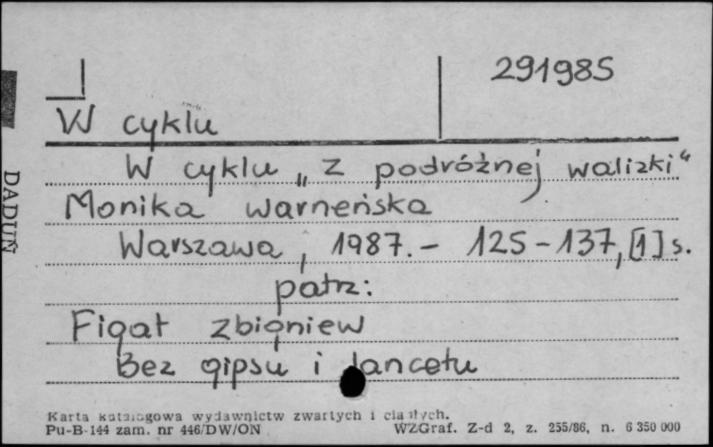 291985
W cyklu
W cyklu „Z podróżnej walizki"
Monika Warneńska
Warszawa, 1987.- 125-137, [1] s.
patrz:
Figat Zbigniew
Bez gipsu i lancetu
DADUŃ
Karta katalogowa wydawnictw zwartych i ciągłych.
Pu-B-144 zam. nr 446/DW/ON WZGraf. Z-d 2, z. 255/86, n. 6 350 000